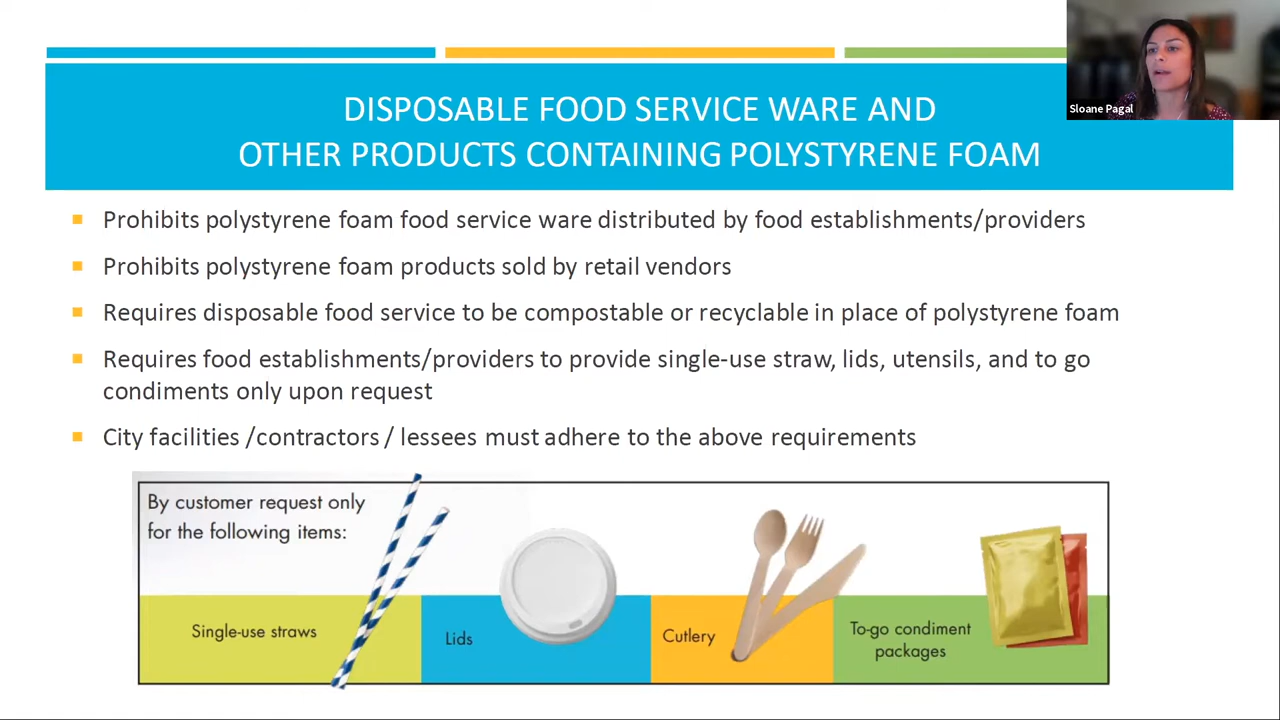 DISPOSABLE FOOD SERVICE WARE AND
OTHER PRODUCTS CONTAINING POLYSTYRENE FOAM
Sloane Pagal
Prohibits polystyrene foam food service ware distributed by food establishments/providers
Prohibits polystyrene foam products sold by retail vendors
Requires disposable food service to be compostable or recyclable in place of polystyrene foam
Requires food establishments/providers to provide single-use straw, lids, utensils, and to go
condiments only upon request
City facilities /contractors / lessees must adhere to the above requirements
By customer request only
for the following items:
Single-use straws
Lids
Cutlery
To-go condiment
packages